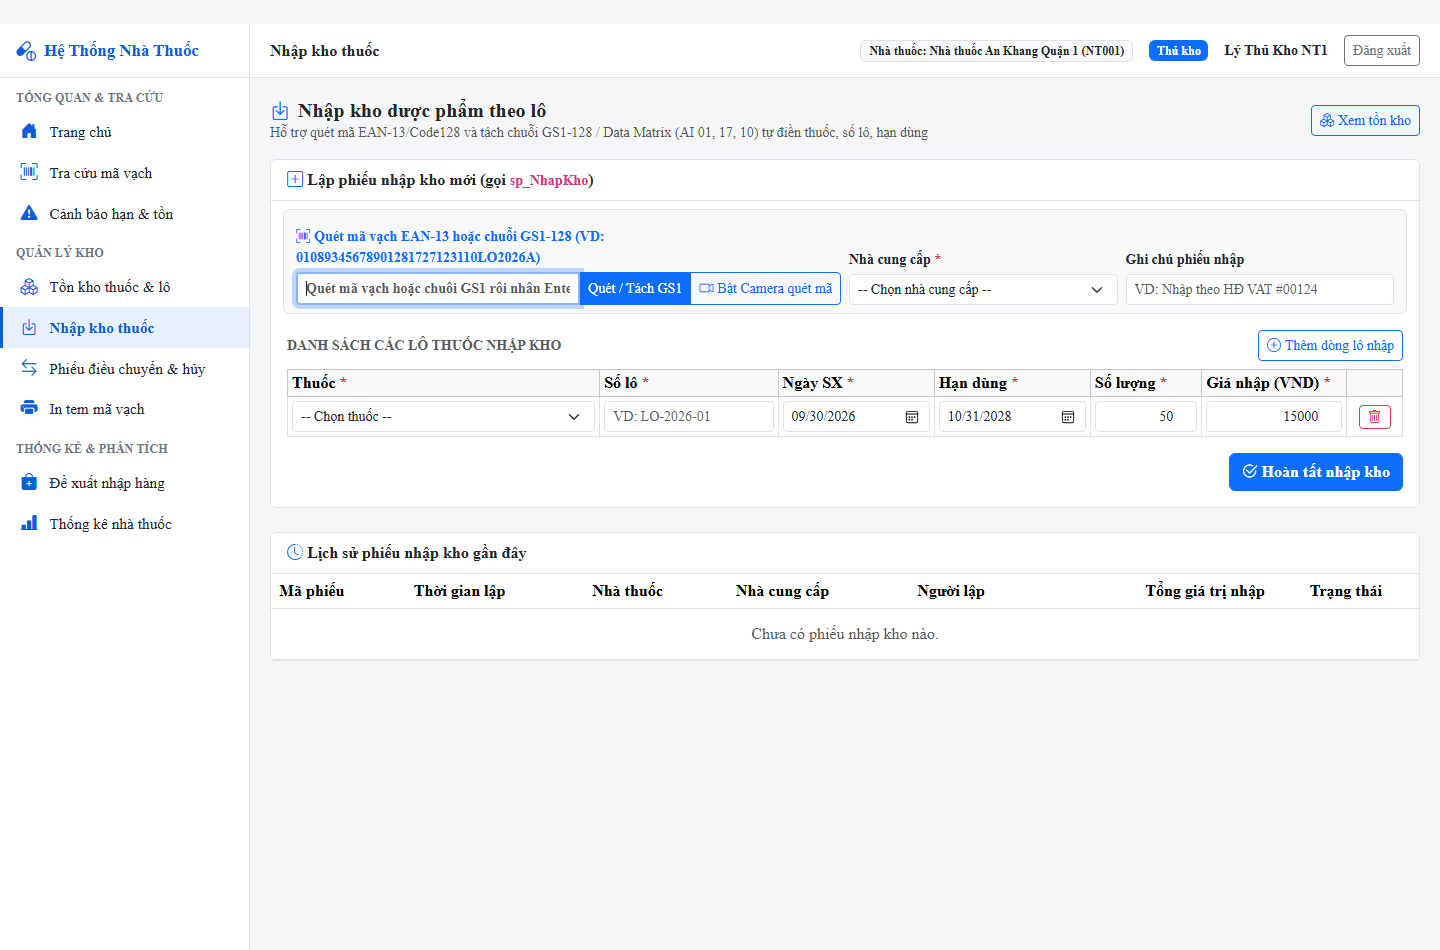 Hệ Thống Nhà Thuốc
TỔNG QUAN & TRA CỨU
Trang chủ
Tra cứu mã vạch
Cảnh báo hạn & tồn
QUẢN LÝ KHO
Tồn kho thuốc & lô
Nhập kho thuốc
Phiếu điều chuyển & hủy
In tem mã vạch
THỐNG KÊ & PHÂN TÍCH
Đề xuất nhập hàng
Thống kê nhà thuốc
Nhập kho thuốc
Nhà thuốc: Nhà thuốc An Khang Quận 1 (NT001)
Thủ kho
Lý Thủ Kho NT1
Đăng xuất
Nhập kho dược phẩm theo lô
Hỗ trợ quét mã EAN-13/Code128 và tách chuỗi GS1-128 / Data Matrix (AI 01, 17, 10) tự điền thuốc, số lô, hạn dùng
Xem tồn kho
Lập phiếu nhập kho mới (gọi sp_NhapKho)
Quét mã vạch EAN-13 hoặc chuỗi GS1-128 (VD:
01089345678901281727123110LO2026A)
Quét mã vạch hoặc chuỗi GS1 rồi nhấn Ente
Quét / Tách GS1
Bật Camera quét mã
Nhà cung cấp *
-- Chọn nhà cung cấp --
Ghi chú phiếu nhập
VD: Nhập theo HĐ VAT #00124
DANH SÁCH CÁC LÔ THUỐC NHẬP KHO
Thêm dòng lô nhập
Thuốc * Số lô * Ngày SX * Hạn dùng * Số lượng * Giá nhập (VND) *
-- Chọn thuốc -- VD: LO-2026-01 09/30/2026 10/31/2028 50 15000
Hoàn tất nhập kho
Lịch sử phiếu nhập kho gần đây
Mã phiếu Thời gian lập Nhà thuốc Nhà cung cấp Người lập Tổng giá trị nhập Trạng thái
Chưa có phiếu nhập kho nào.